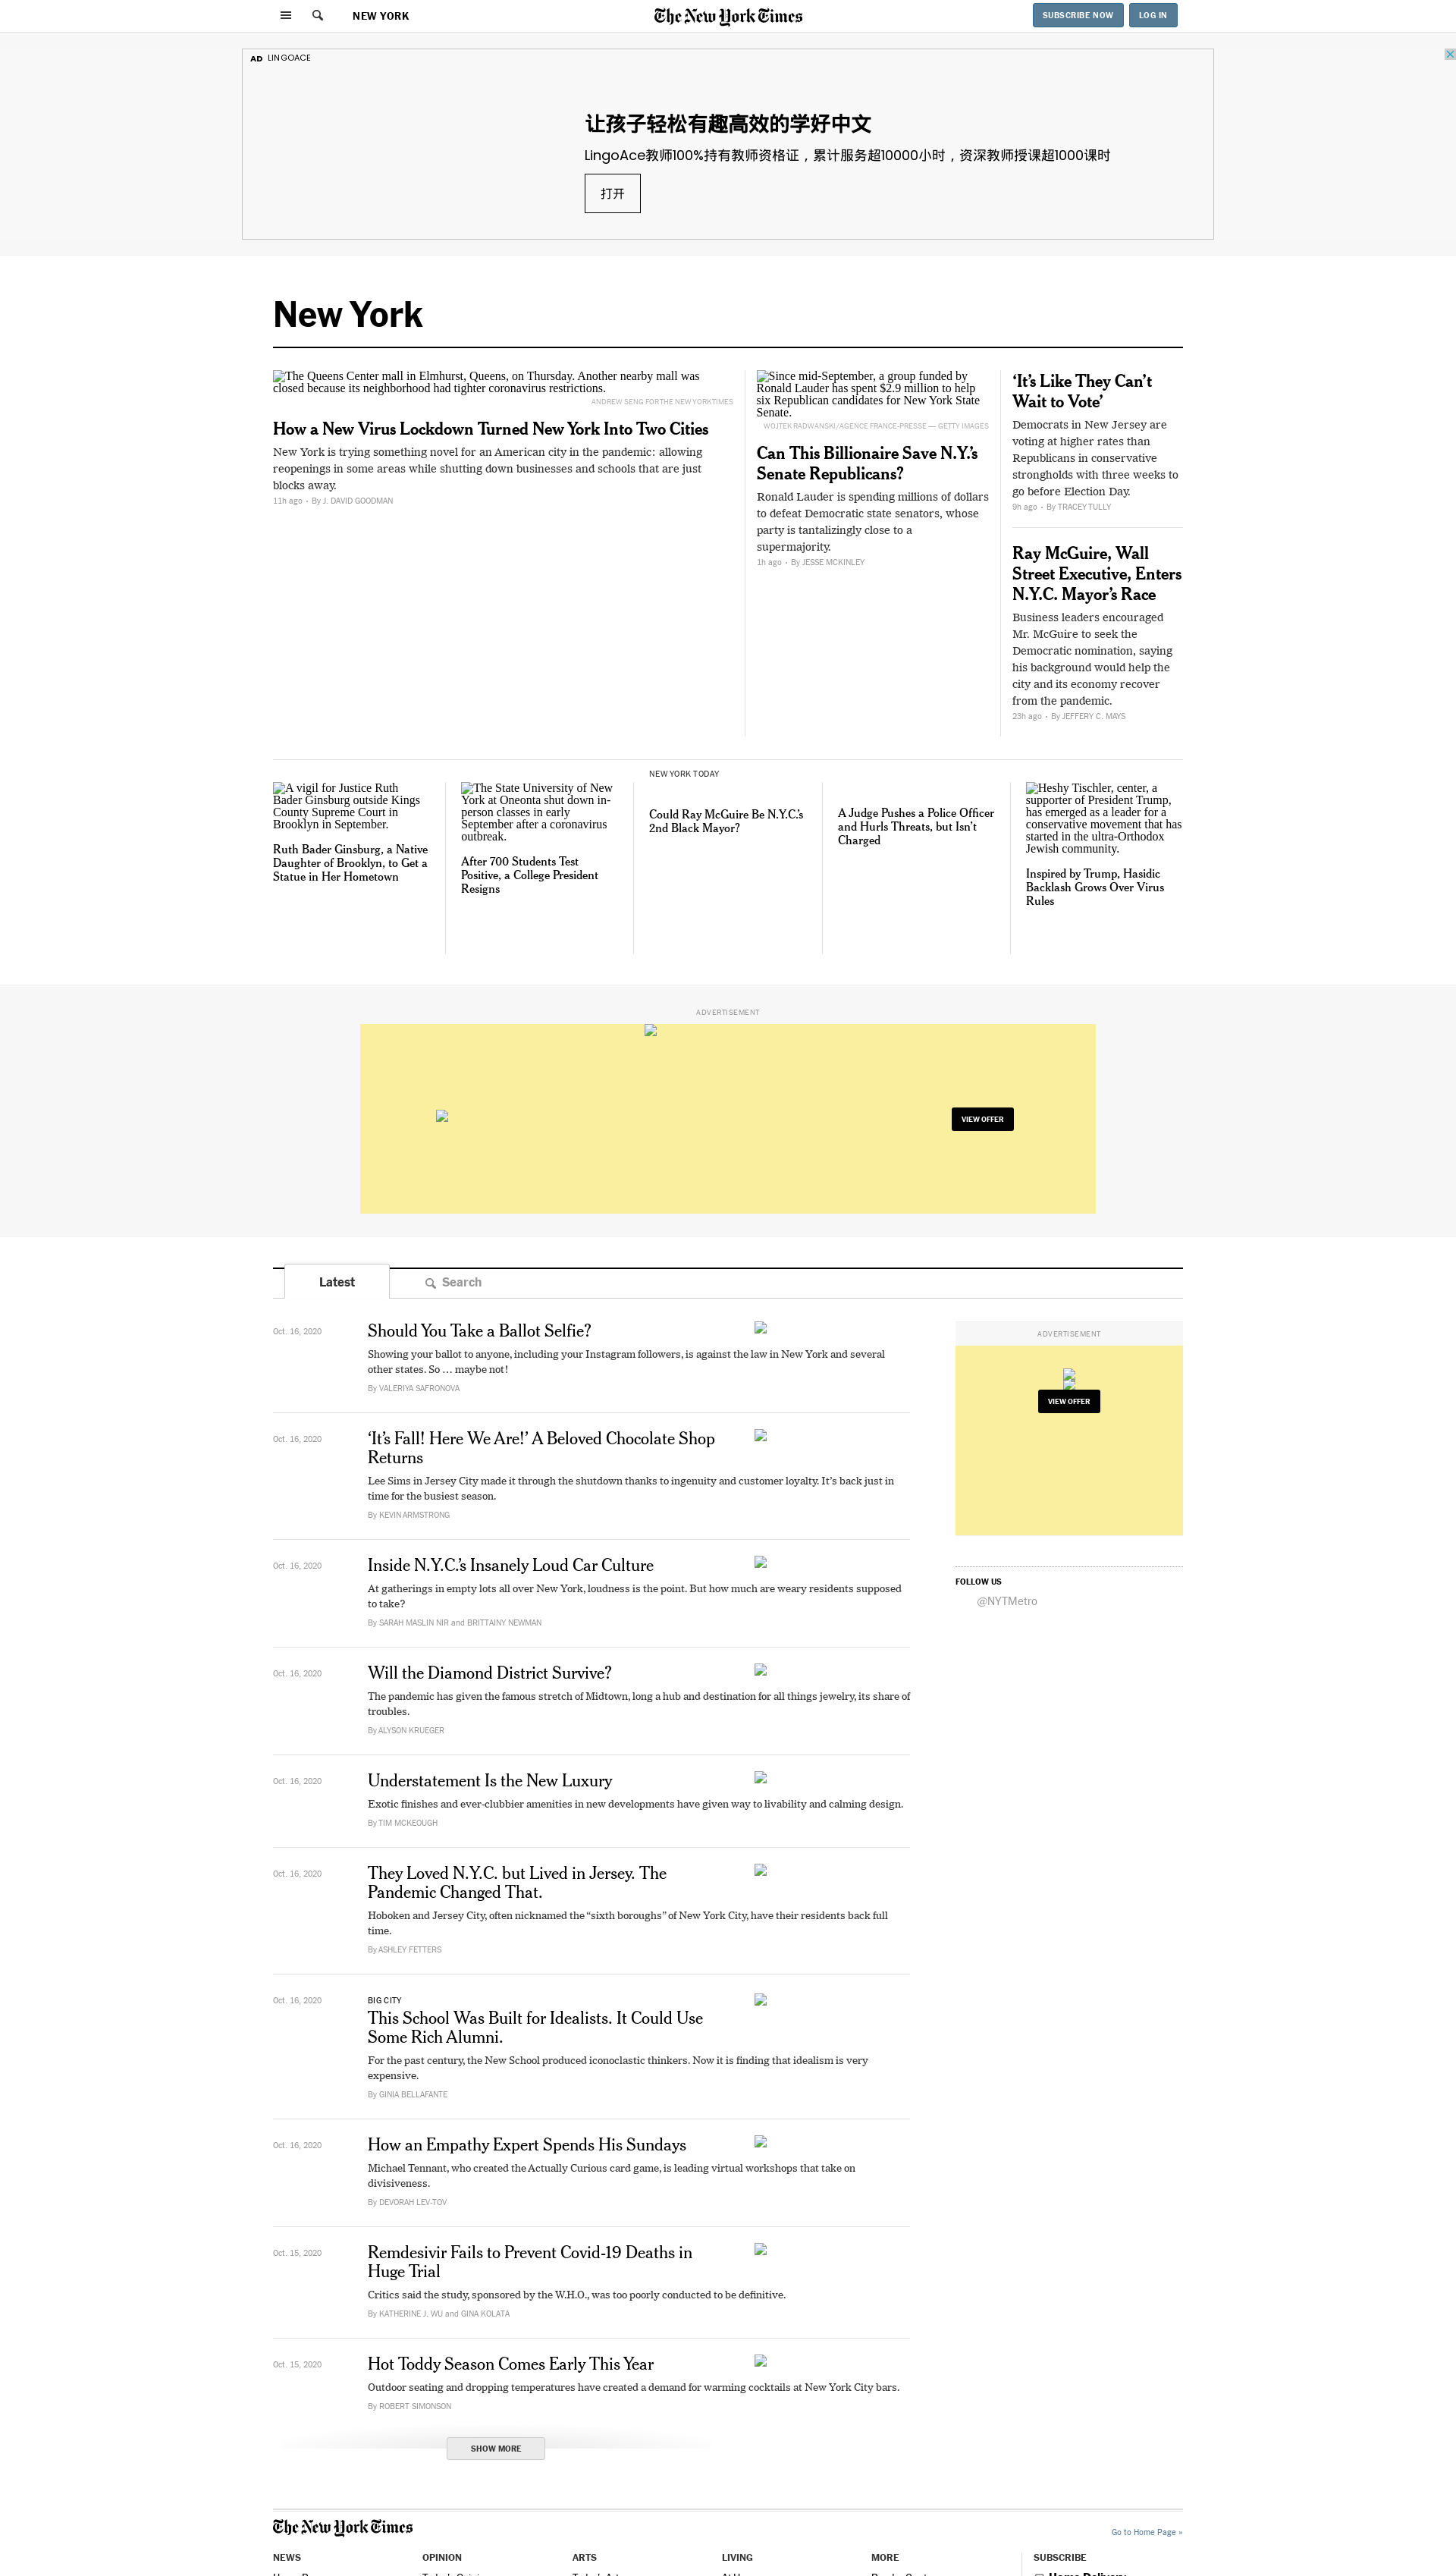 NEW YORK
The New York Times
SUBSCRIBE NOW
LOG IN
AD LINGOACE
让孩子轻松有趣高效的学好中文
LingoAce教师100%持有教师资格证，累计服务超10000小时，资深教师授课超1000课时
打开
New York
The Queens Center mall in Elmhurst, Queens, on Thursday. Another nearby mall was
closed because its neighborhood had tighter coronavirus restrictions.
ANDREW SENG FOR THE NEW YORK TIMES
How a New Virus Lockdown Turned New York Into Two Cities
New York is trying something novel for an American city in the pandemic: allowing
reopenings in some areas while shutting down businesses and schools that are just
blocks away.
11h ago · By J. DAVID GOODMAN
Since mid-September, a group funded by
Ronald Lauder has spent $2.9 million to help
six Republican candidates for New York State
Senate.
WOJTEK RADWANSKI/AGENCE FRANCE-PRESSE — GETTY IMAGES
Can This Billionaire Save N.Y.’s
Senate Republicans?
Ronald Lauder is spending millions of dollars
to defeat Democratic state senators, whose
party is tantalizingly close to a
supermajority.
1h ago · By JESSE MCKINLEY
‘It’s Like They Can’t
Wait to Vote’
Democrats in New Jersey are
voting at higher rates than
Republicans in conservative
strongholds with three weeks to
go before Election Day.
9h ago · By TRACEY TULLY
Ray McGuire, Wall
Street Executive, Enters
N.Y.C. Mayor’s Race
Business leaders encouraged
Mr. McGuire to seek the
Democratic nomination, saying
his background would help the
city and its economy recover
from the pandemic.
23h ago · By JEFFERY C. MAYS
A vigil for Justice Ruth
Bader Ginsburg outside Kings
County Supreme Court in
Brooklyn in September.
Ruth Bader Ginsburg, a Native
Daughter of Brooklyn, to Get a
Statue in Her Hometown
The State University of New
York at Oneonta shut down in-
person classes in early
September after a coronavirus
outbreak.
After 700 Students Test
Positive, a College President
Resigns
NEW YORK TODAY
Could Ray McGuire Be N.Y.C.’s
2nd Black Mayor?
A Judge Pushes a Police Officer
and Hurls Threats, but Isn’t
Charged
Heshy Tischler, center, a
supporter of President Trump,
has emerged as a leader for a
conservative movement that has
started in the ultra-Orthodox
Jewish community.
Inspired by Trump, Hasidic
Backlash Grows Over Virus
Rules
ADVERTISEMENT
VIEW OFFER
Latest
Search
Oct. 16, 2020
Should You Take a Ballot Selfie?
Showing your ballot to anyone, including your Instagram followers, is against the law in New York and several
other states. So … maybe not!
By VALERIYA SAFRONOVA
Oct. 16, 2020
‘It’s Fall! Here We Are!’ A Beloved Chocolate Shop
Returns
Lee Sims in Jersey City made it through the shutdown thanks to ingenuity and customer loyalty. It’s back just in
time for the busiest season.
By KEVIN ARMSTRONG
Oct. 16, 2020
Inside N.Y.C.’s Insanely Loud Car Culture
At gatherings in empty lots all over New York, loudness is the point. But how much are weary residents supposed
to take?
By SARAH MASLIN NIR and BRITTAINY NEWMAN
Oct. 16, 2020
Will the Diamond District Survive?
The pandemic has given the famous stretch of Midtown, long a hub and destination for all things jewelry, its share of
troubles.
By ALYSON KRUEGER
Oct. 16, 2020
Understatement Is the New Luxury
Exotic finishes and ever-clubbier amenities in new developments have given way to livability and calming design.
By TIM MCKEOUGH
Oct. 16, 2020
They Loved N.Y.C. but Lived in Jersey. The
Pandemic Changed That.
Hoboken and Jersey City, often nicknamed the “sixth boroughs” of New York City, have their residents back full
time.
By ASHLEY FETTERS
Oct. 16, 2020
BIG CITY
This School Was Built for Idealists. It Could Use
Some Rich Alumni.
For the past century, the New School produced iconoclastic thinkers. Now it is finding that idealism is very
expensive.
By GINIA BELLAFANTE
Oct. 16, 2020
How an Empathy Expert Spends His Sundays
Michael Tennant, who created the Actually Curious card game, is leading virtual workshops that take on
divisiveness.
By DEVORAH LEV-TOV
Oct. 15, 2020
Remdesivir Fails to Prevent Covid-19 Deaths in
Huge Trial
Critics said the study, sponsored by the W.H.O., was too poorly conducted to be definitive.
By KATHERINE J. WU and GINA KOLATA
Oct. 15, 2020
Hot Toddy Season Comes Early This Year
Outdoor seating and dropping temperatures have created a demand for warming cocktails at New York City bars.
By ROBERT SIMONSON
SHOW MORE
ADVERTISEMENT
VIEW OFFER
FOLLOW US
@NYTMetro
The New York Times
Go to Home Page »
NEWS
OPINION
ARTS
LIVING
MORE
SUBSCRIBE